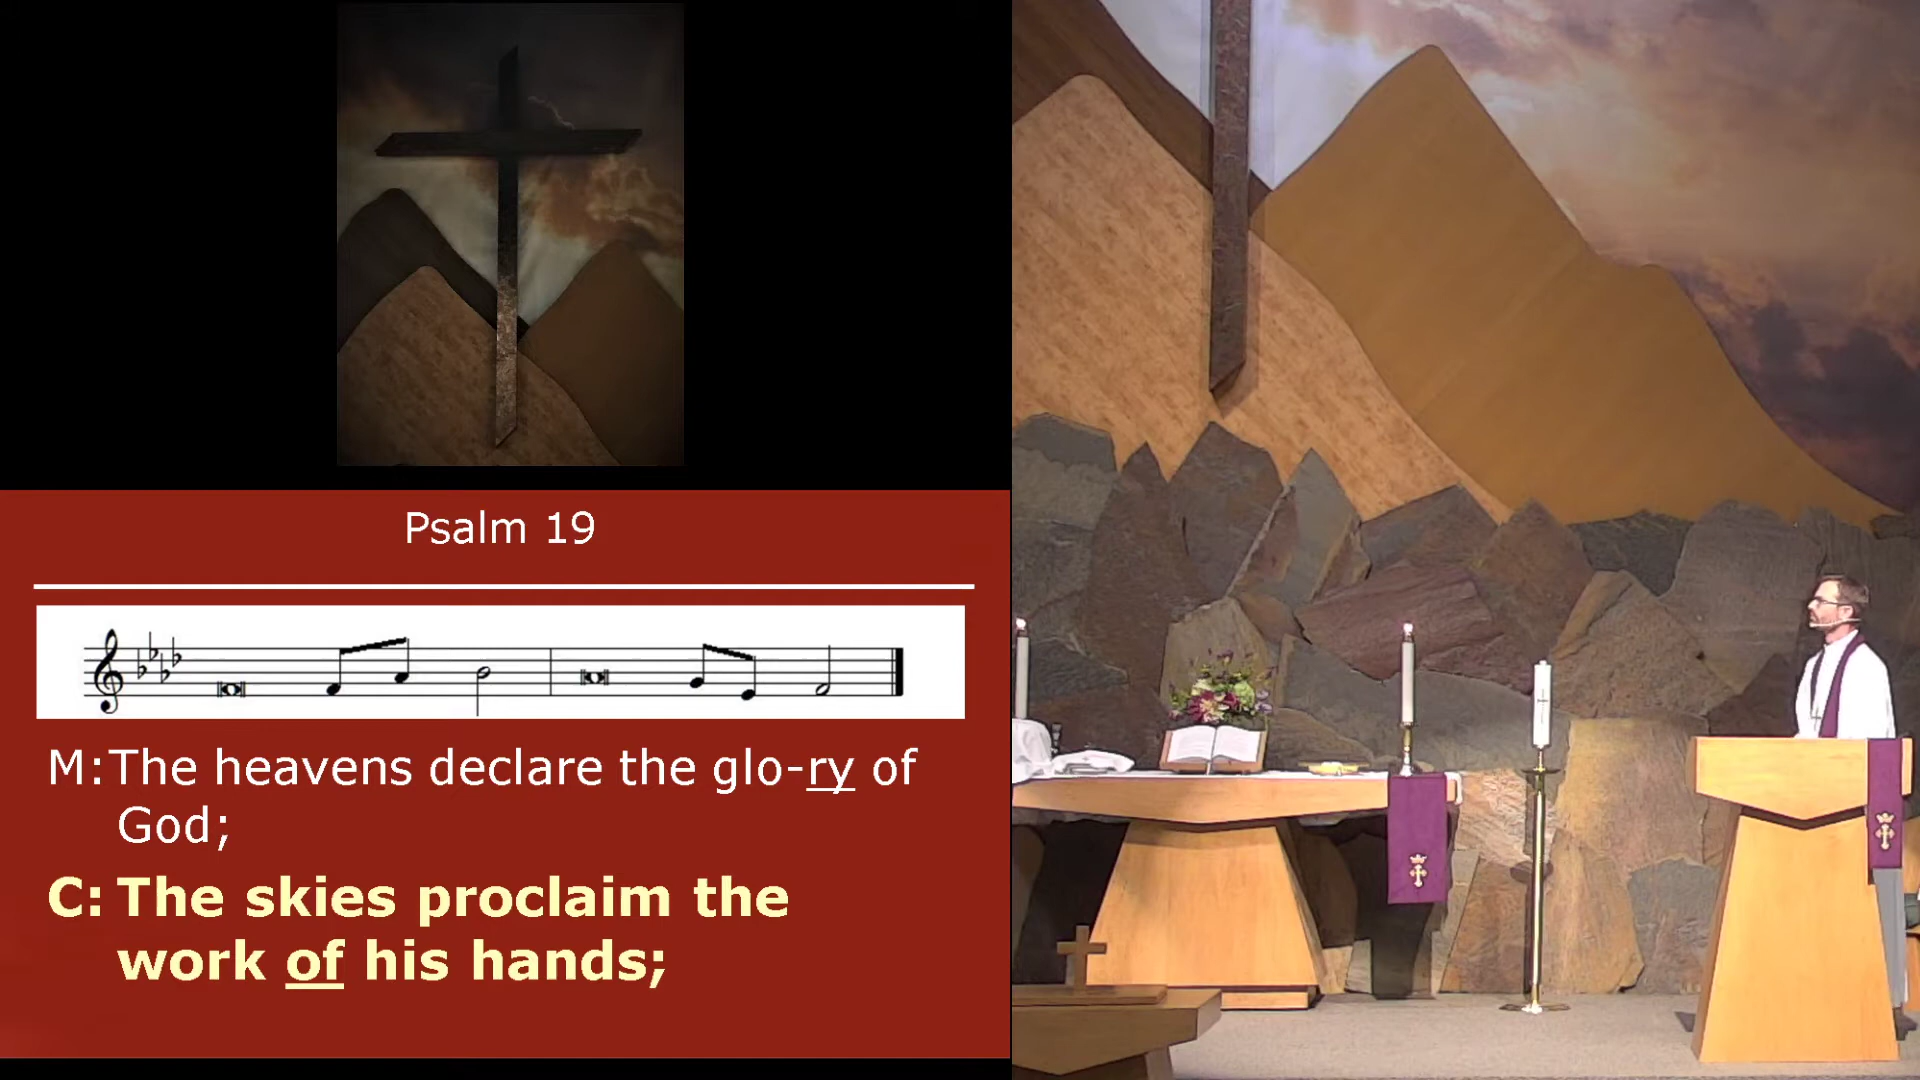 Psalm 19
M: The heavens declare the glo-ry of
God;
C: The skies proclaim the
work of his hands;